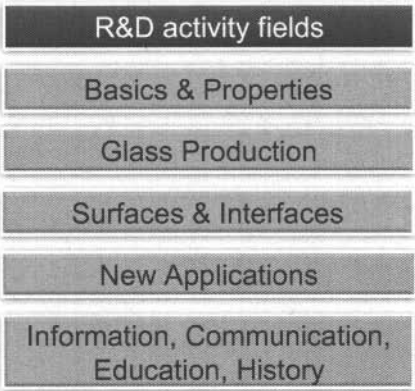 R&D activity fields
Basics & Properties
Glass Production
Surfaces & Interfaces
New Applications
Information, Communication,
Education, History